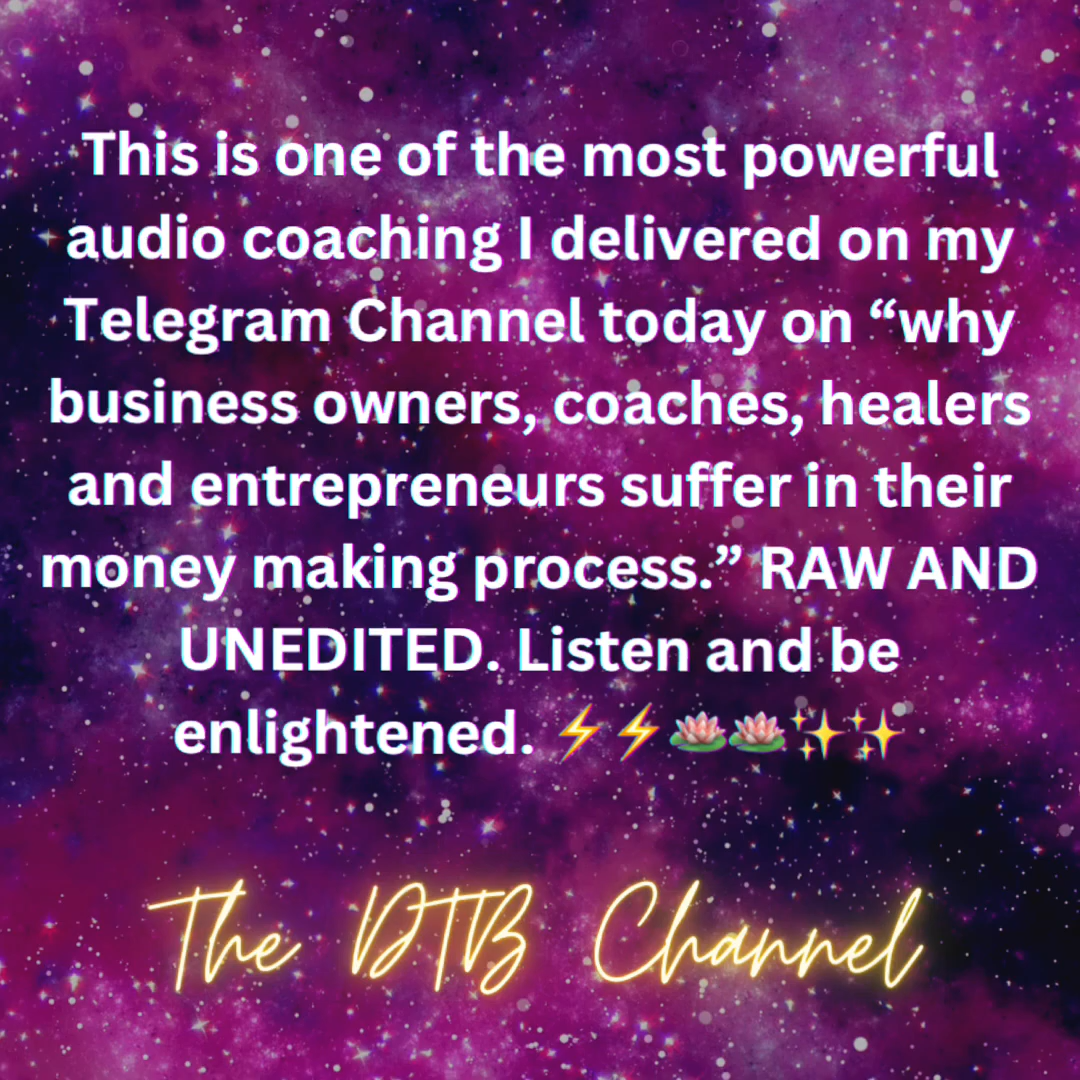 This is one of the most powerful
audio coaching I delivered on my
Telegram Channel today on “why
business owners, coaches, healers
and entrepreneurs suffer in their
money making process.” RAW AND
UNEDITED. Listen and be
enlightened. ⚡⚡🪷🪷✨✨
The DTB Channel